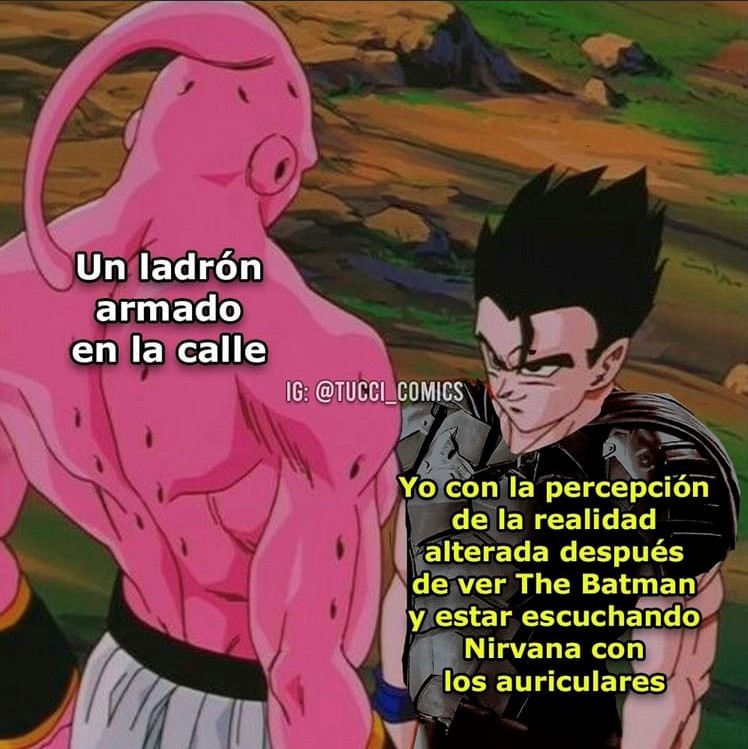 Un ladrón
armado
en la calle
IG: @TUCCI_COMICS
Yo con la percepción
de la realidad
alterada después
de ver The Batman
y estar escuchando
Nirvana con
los auriculares